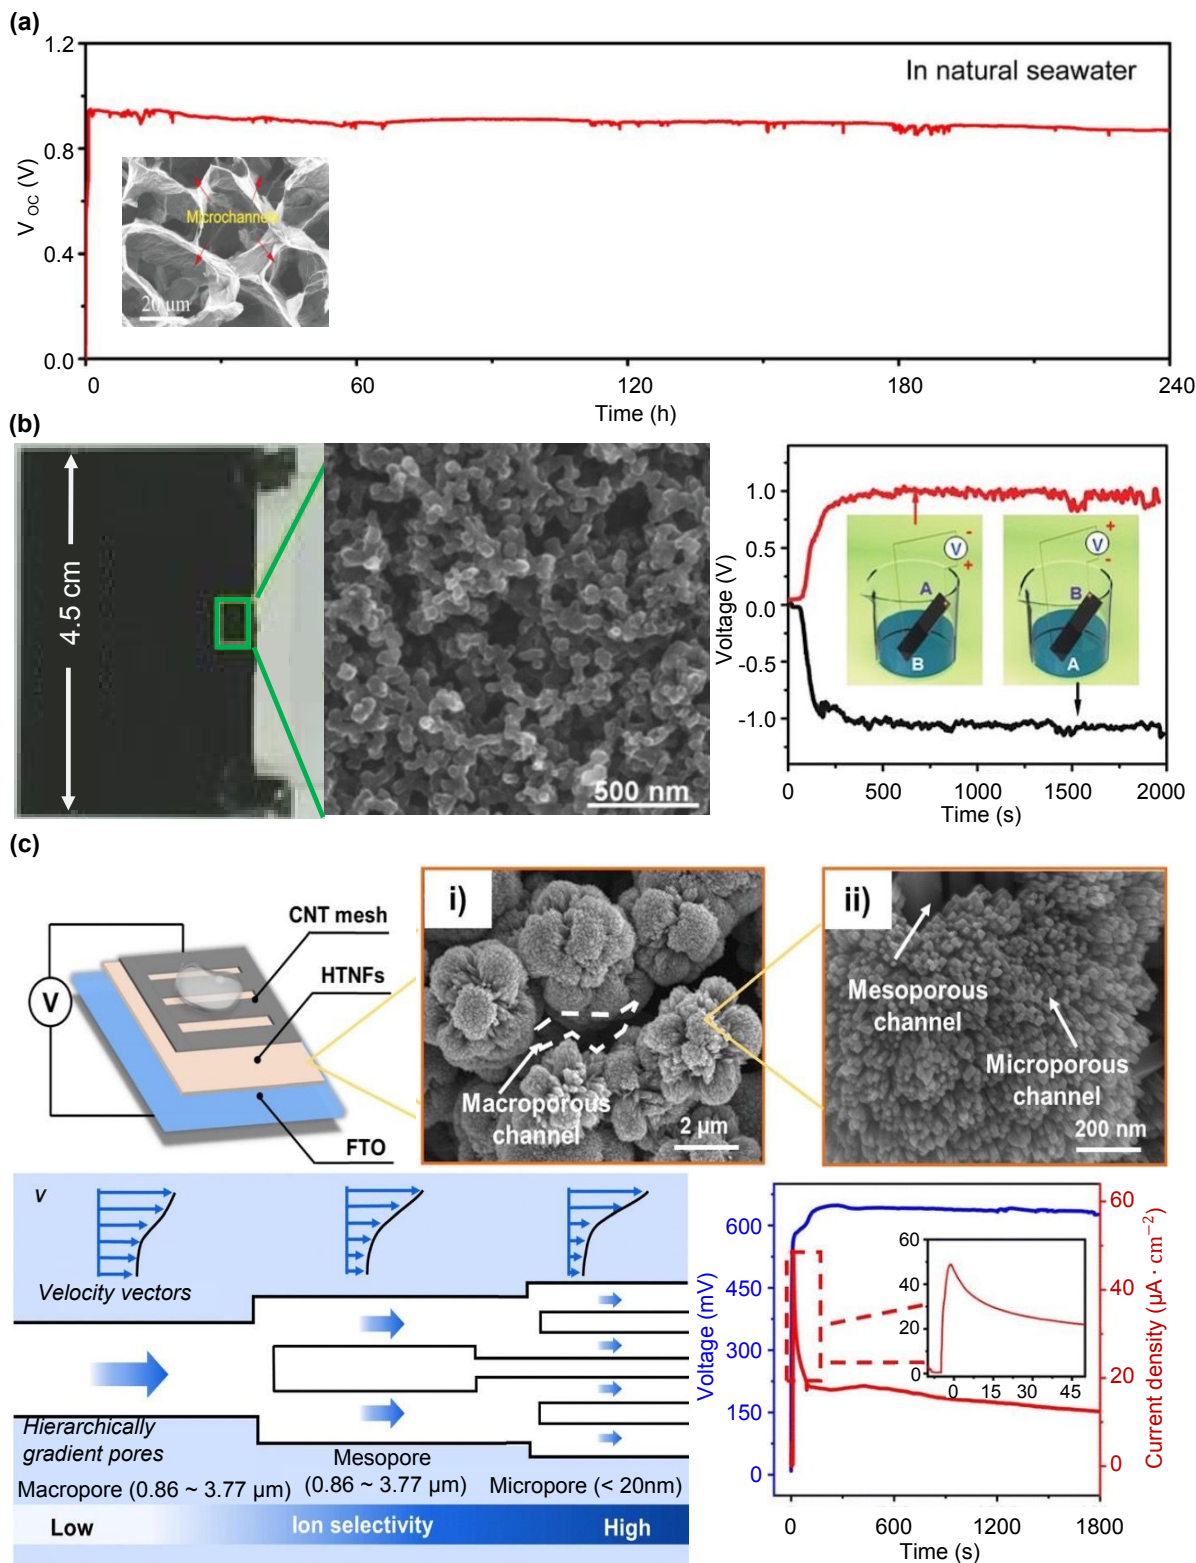 (a)
1.2
0.8
0.4
0.0
V OC (V)
In natural seawater
Microchannels
20 μm
0
60
120
180
240
Time (h)
(b)
4.5 cm
500 nm
1.0
0.5
0.0
-0.5
-1.0
Voltage (V)
A
B
V
-
+
B
A
V
+
-
0
500
1000
1500
2000
Time (s)
(c)
V
CNT mesh
HTNFs
FTO
i)
Macroporous
channel
2 μm
ii)
Mesoporous
channel
Microporous
channel
200 nm
v
Velocity vectors
Hierarchically
gradient pores
Macropore (0.86 ~ 3.77 μm)
Mesopore
(0.86 ~ 3.77 μm)
Micropore (< 20nm)
Low
Ion selectivity
High
600
450
300
150
0
Voltage (mV)
60
40
20
0
Current density (μA · cm⁻²)
60
40
20
0
0
15
30
45
0
600
1200
1800
Time (s)